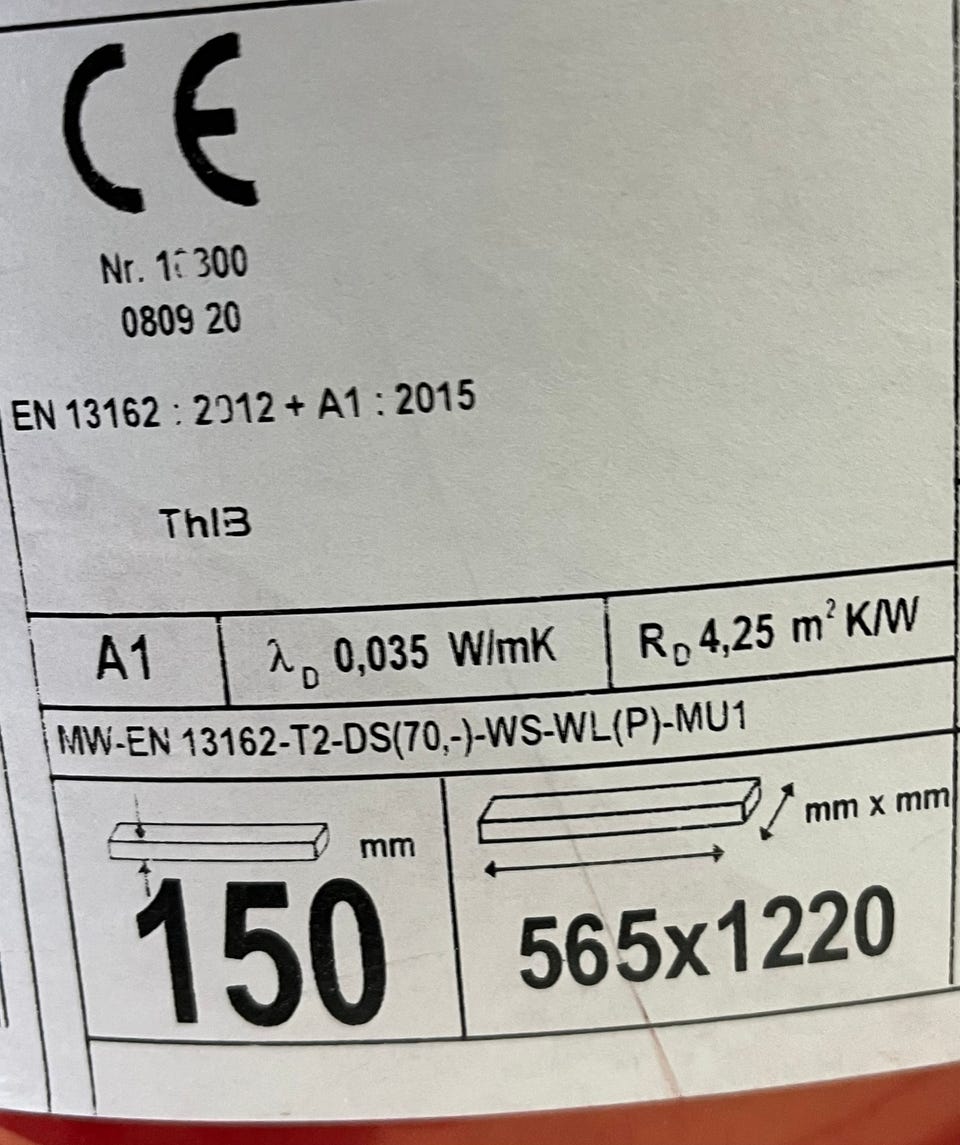 CE
Nr.
0809 20
EN 13162 : 2012 + A1 : 2015
A1
λD 0,035 W/mK
RD 4,25 m² K/W
MW-EN 13162-T2-DS(70,-)-WS-WL(P)-MU1
mm
150
mm x mm
565x1220